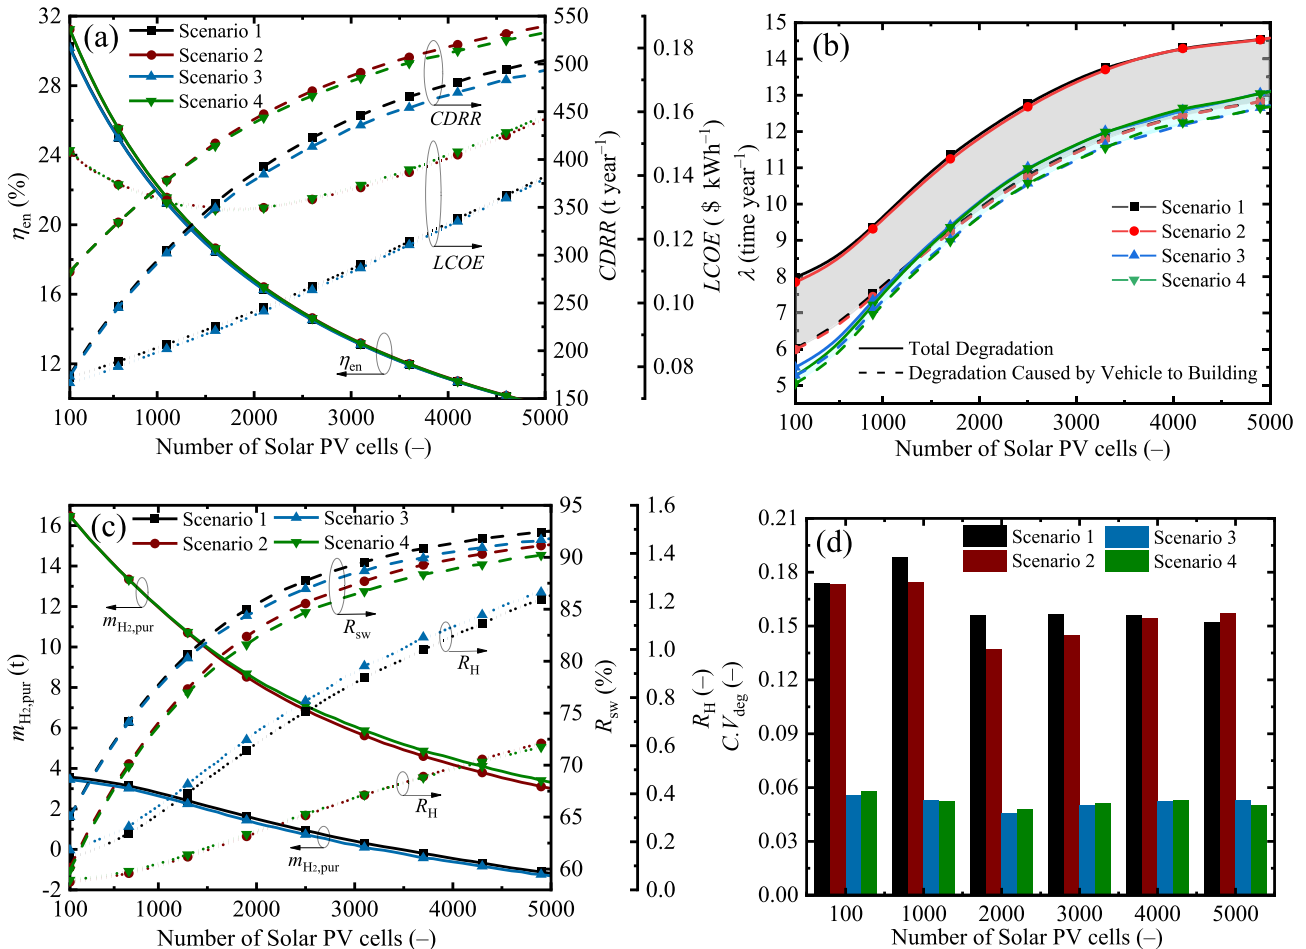 (a)
Scenario 1
Scenario 2
Scenario 3
Scenario 4
CDRR
LCOE
ηen
32
28
24
20
16
12
ηen (%)
550
500
450
400
350
300
250
200
150
CDRR (t year⁻¹)
0.18
0.16
0.14
0.12
0.10
0.08
LCOE ( $ kWh⁻¹)
100 1000 2000 3000 4000 5000
Number of Solar PV cells (–)
(b)
15
14
13
12
11
10
9
8
7
6
5
λ (time year⁻¹)
Scenario 1
Scenario 2
Scenario 3
Scenario 4
Total Degradation
Degradation Caused by Vehicle to Building
100 1000 2000 3000 4000 5000
Number of Solar PV cells (–)
(c)
Scenario 1 Scenario 3
Scenario 2 Scenario 4
mH2,pur
Rsw
RH
RH
mH2,pur
16
14
12
10
8
6
4
2
0
-2
mH2,pur (t)
95
90
85
80
75
70
65
60
Rsw (%)
1.6
1.4
1.2
1.0
0.8
0.6
0.4
0.2
0.0
RH (–)
100 1000 2000 3000 4000 5000
Number of Solar PV cells (–)
(d)
Scenario 1 Scenario 3
Scenario 2 Scenario 4
0.21
0.18
0.15
0.12
0.09
0.06
0.03
0.00
C.Vdeg (–)
100 1000 2000 3000 4000 5000
Number of Solar PV cells (–)